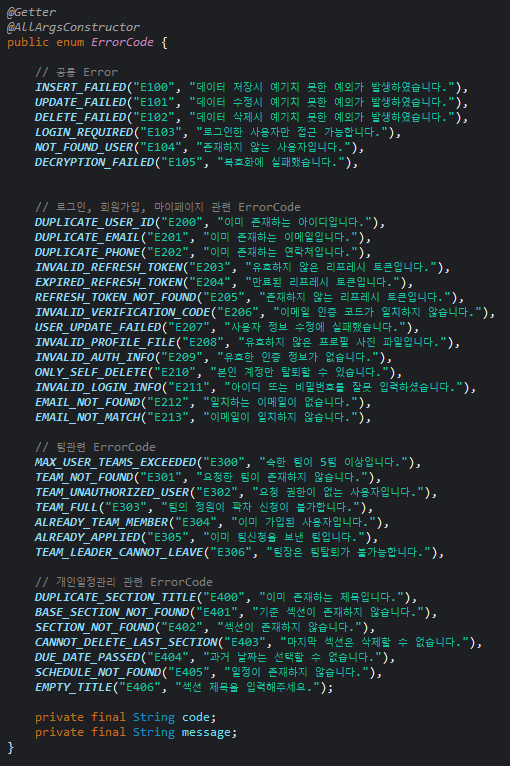 @Getter
@AllArgsConstructor
public enum ErrorCode {
// 공통 Error
INSERT_FAILED("E100", "데이터 저장시 예기치 못한 예외가 발생하였습니다."),
UPDATE_FAILED("E101", "데이터 수정시 예기치 못한 예외가 발생하였습니다."),
DELETE_FAILED("E102", "데이터 삭제시 예기치 못한 예외가 발생하였습니다."),
LOGIN_REQUIRED("E103", "로그인한 사용자만 접근 가능합니다."),
NOT_FOUND_USER("E104", "존재하지 않는 사용자입니다."),
DECRYPTION_FAILED("E105", "복호화에 실패했습니다."),
// 로그인, 회원가입, 마이페이지 관련 ErrorCode
DUPLICATE_USER_ID("E200", "이미 존재하는 아이디입니다."),
DUPLICATE_EMAIL("E201", "이미 존재하는 이메일입니다."),
DUPLICATE_PHONE("E202", "이미 존재하는 연락처입니다."),
INVALID_REFRESH_TOKEN("E203", "유효하지 않은 리프레시 토큰입니다."),
EXPIRED_REFRESH_TOKEN("E204", "만료된 리프레시 토큰입니다."),
REFRESH_TOKEN_NOT_FOUND("E205", "존재하지 않는 리프레시 토큰입니다."),
INVALID_VERIFICATION_CODE("E206", "이메일 인증 코드가 일치하지 않습니다."),
USER_UPDATE_FAILED("E207", "사용자 정보 수정에 실패했습니다."),
INVALID_PROFILE_FILE("E208", "유효하지 않은 프로필 사진 파일입니다."),
INVALID_AUTH_INFO("E209", "유효한 인증 정보가 없습니다."),
ONLY_SELF_DELETE("E210", "본인 계정만 탈퇴할 수 있습니다."),
INVALID_LOGIN_INFO("E211", "아이디 또는 비밀번호를 잘못 입력하셨습니다."),
EMAIL_NOT_FOUND("E212", "일치하는 이메일이 없습니다."),
EMAIL_NOT_MATCH("E213", "이메일이 일치하지 않습니다."),
// 팀관련 ErrorCode
MAX_USER_TEAMS_EXCEEDED("E300", "속한 팀이 5팀 이상입니다."),
TEAM_NOT_FOUND("E301", "요청한 팀이 존재하지 않습니다."),
TEAM_UNAUTHORIZED_USER("E302", "요청 권한이 없는 사용자입니다."),
TEAM_FULL("E303", "팀의 정원이 꽉차 신청이 불가합니다."),
ALREADY_TEAM_MEMBER("E304", "이미 가입된 사용자입니다."),
ALREADY_APPLIED("E305", "이미 팀신청을 보낸 팀입니다."),
TEAM_LEADER_CANNOT_LEAVE("E306", "팀장은 팀탈퇴가 불가능합니다."),
// 개인일정관리 관련 ErrorCode
DUPLICATE_SECTION_TITLE("E400", "이미 존재하는 제목입니다."),
BASE_SECTION_NOT_FOUND("E401", "기준 섹션이 존재하지 않습니다."),
SECTION_NOT_FOUND("E402", "섹션이 존재하지 않습니다."),
CANNOT_DELETE_LAST_SECTION("E403", "마지막 섹션은 삭제할 수 없습니다."),
DUE_DATE_PASSED("E404", "과거 날짜는 선택할 수 없습니다."),
SCHEDULE_NOT_FOUND("E405", "일정이 존재하지 않습니다."),
EMPTY_TITLE("E406", "섹션 제목을 입력해주세요.");
private final String code;
private final String message;
}